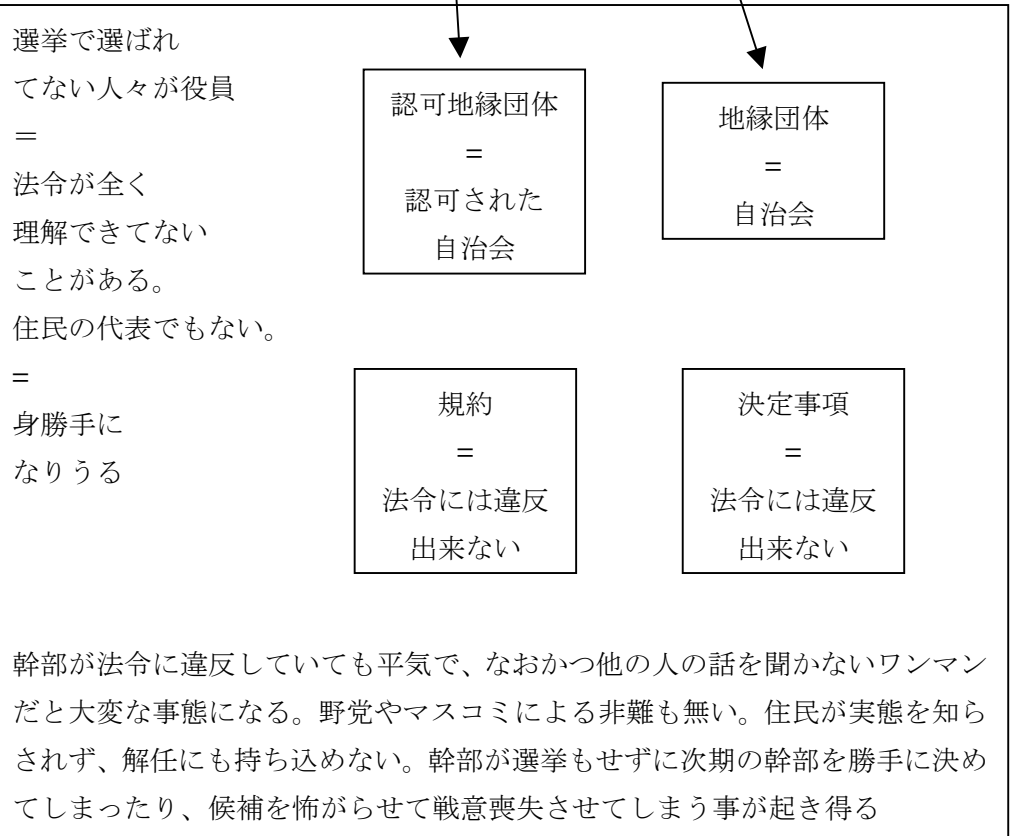 選挙で選ばれ
てない人々が役員
＝
法令が全く
理解できてない
ことがある。
住民の代表でもない。
=
身勝手に
なりうる
認可地縁団体
=
認可された
自治会
地縁団体
=
自治会
規約
=
法令には違反
出来ない
決定事項
=
法令には違反
出来ない
幹部が法令に違反していても平気で、なおかつ他の人の話を聞かないワンマン
だと大変な事態になる。野党やマスコミによる非難も無い。住民が実態を知ら
されず、解任にも持ち込めない。幹部が選挙もせずに次期の幹部を勝手に決め
てしまったり、候補を怖がらせて戦意喪失させてしまう事が起き得る